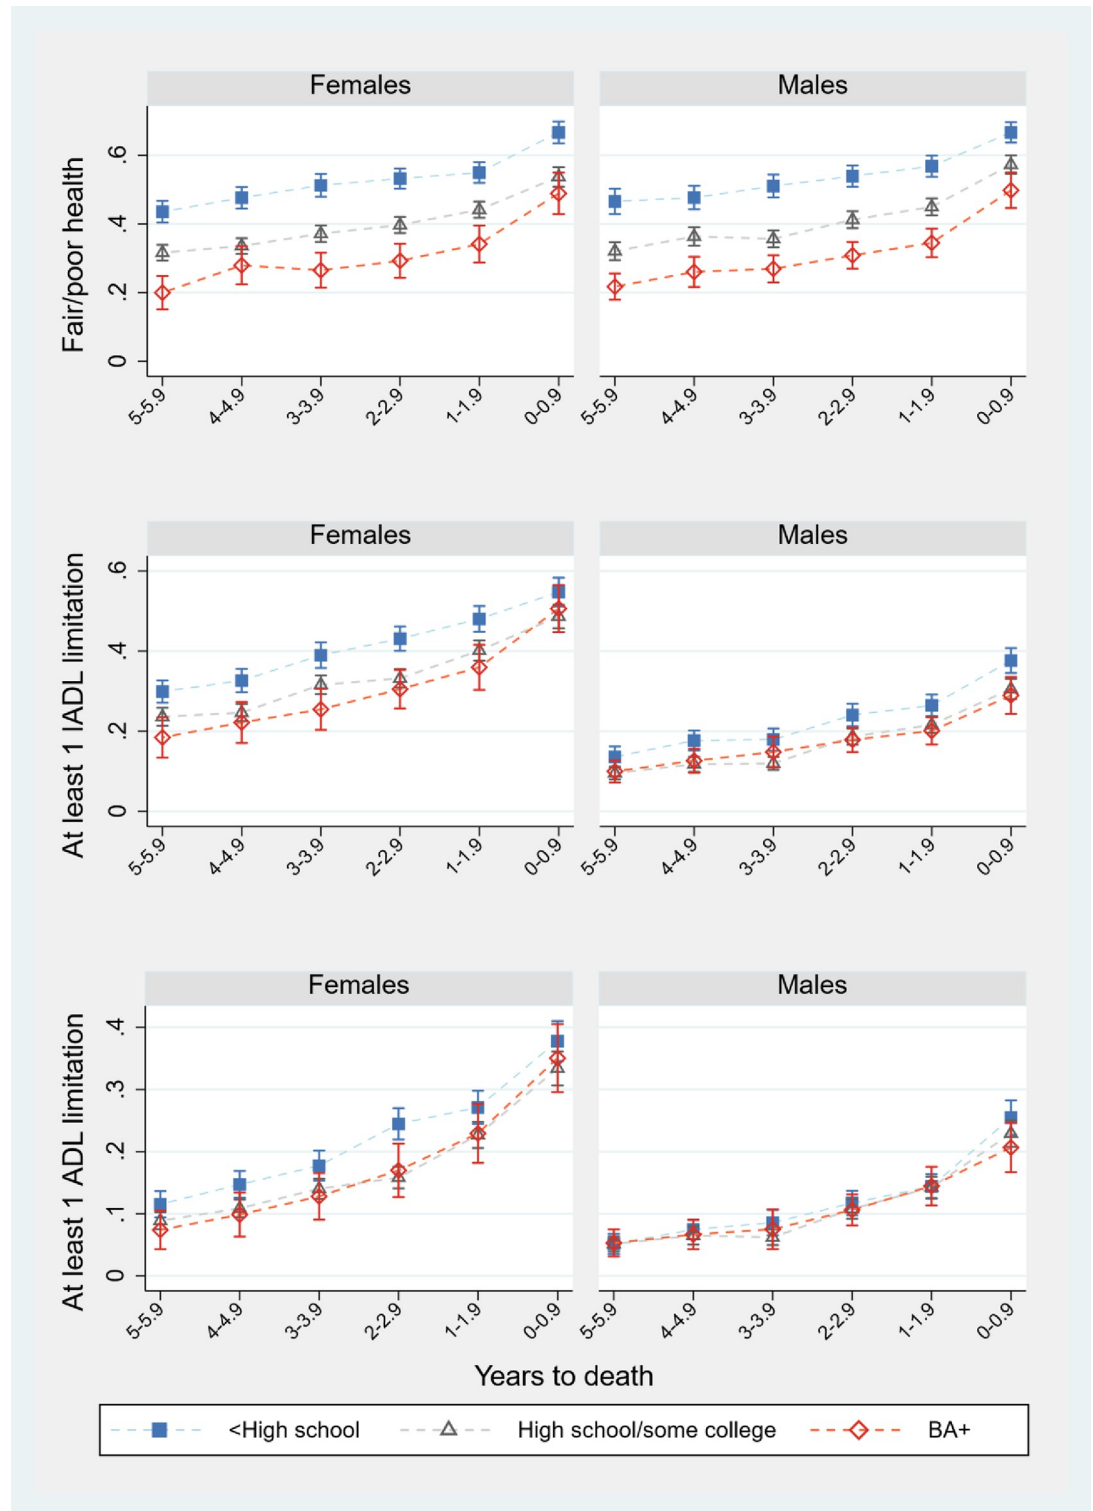 Females Males
Fair/poor health
.6
.4
.2
0
5-5.9 4-4.9 3-3.9 2-2.9 1-1.9 0-0.9 5-5.9 4-4.9 3-3.9 2-2.9 1-1.9 0-0.9
Females Males
At least 1 IADL limitation
.6
.4
.2
0
5-5.9 4-4.9 3-3.9 2-2.9 1-1.9 0-0.9 5-5.9 4-4.9 3-3.9 2-2.9 1-1.9 0-0.9
Females Males
At least 1 ADL limitation
.4
.3
.2
.1
0
5-5.9 4-4.9 3-3.9 2-2.9 1-1.9 0-0.9 5-5.9 4-4.9 3-3.9 2-2.9 1-1.9 0-0.9
Years to death
<High school High school/some college BA+